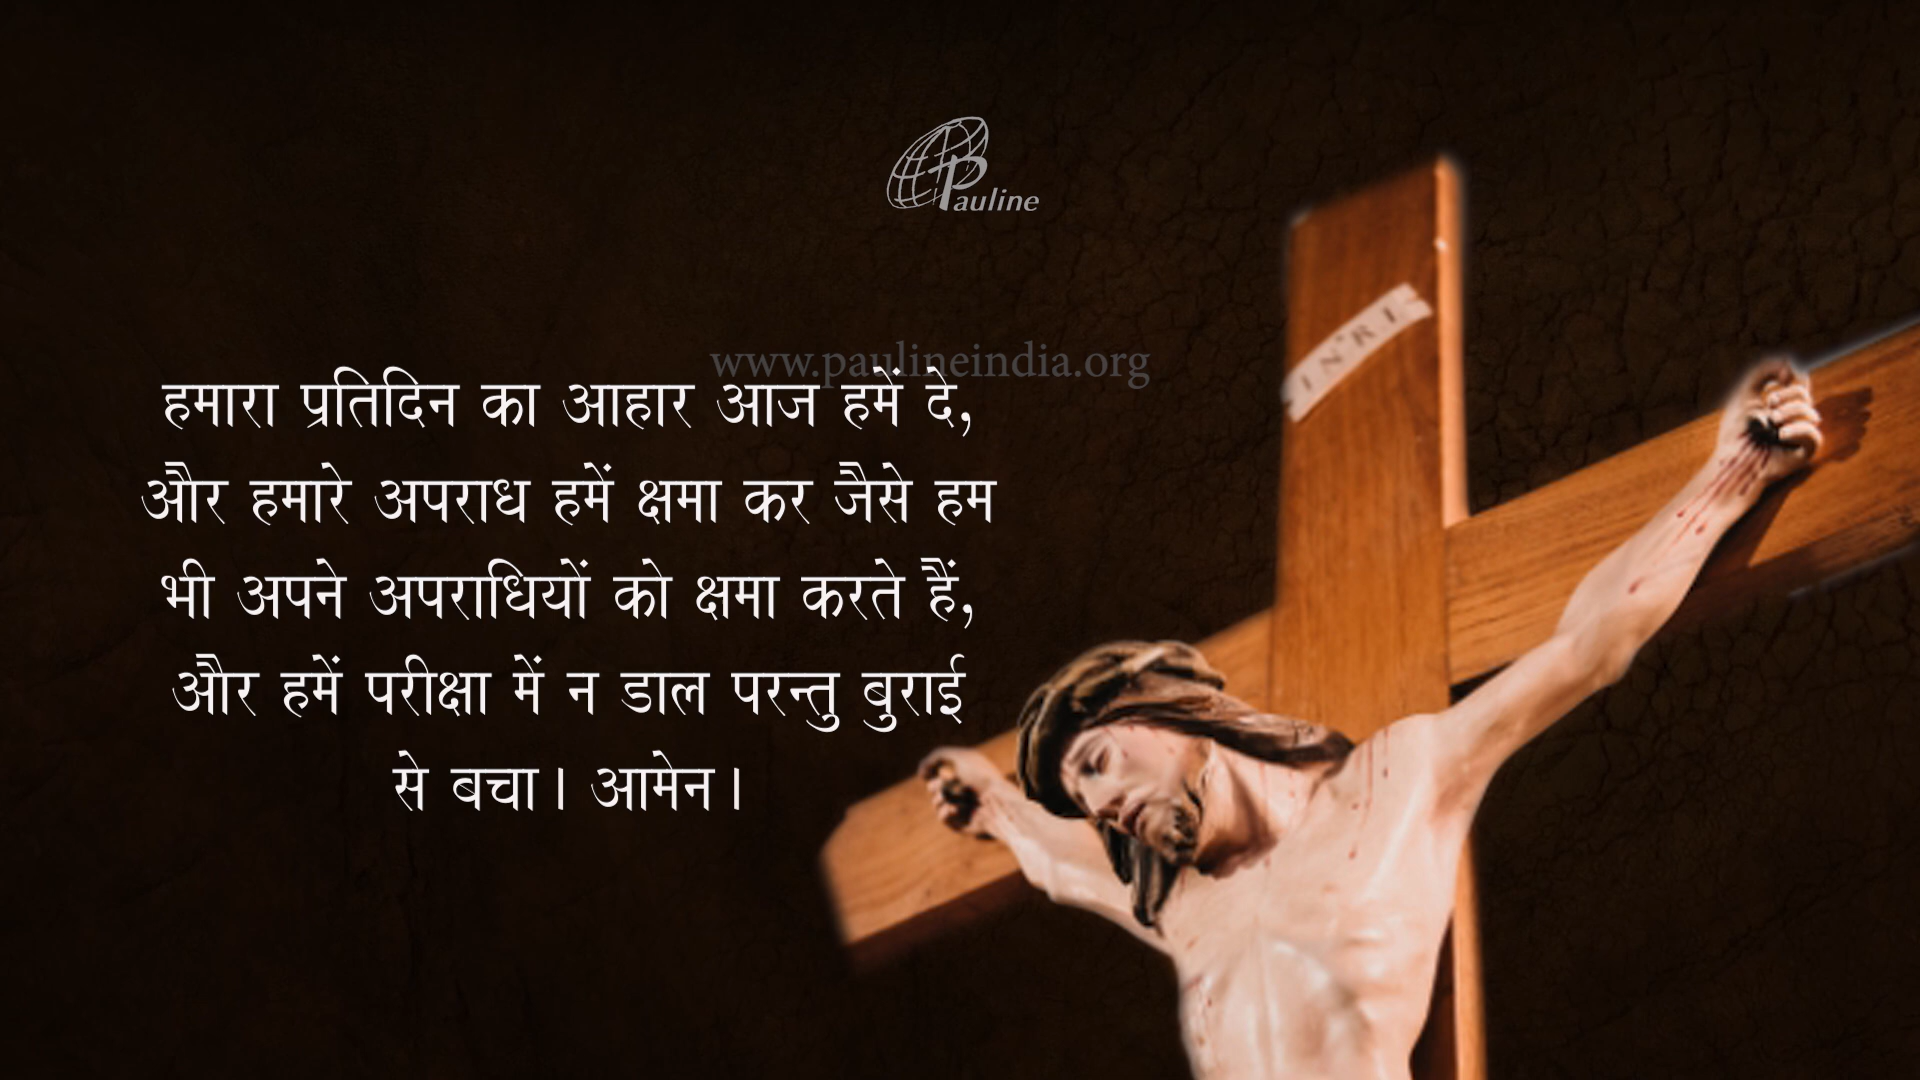 Pauline
www.paulineindia.org
INRI
हमारा प्रतिदिन का आहार आज हमें दे,
और हमारे अपराध हमें क्षमा कर जैसे हम
भी अपने अपराधियों को क्षमा करते हैं,
और हमें परीक्षा में न डाल परन्तु बुराई
से बचा। आमेन।